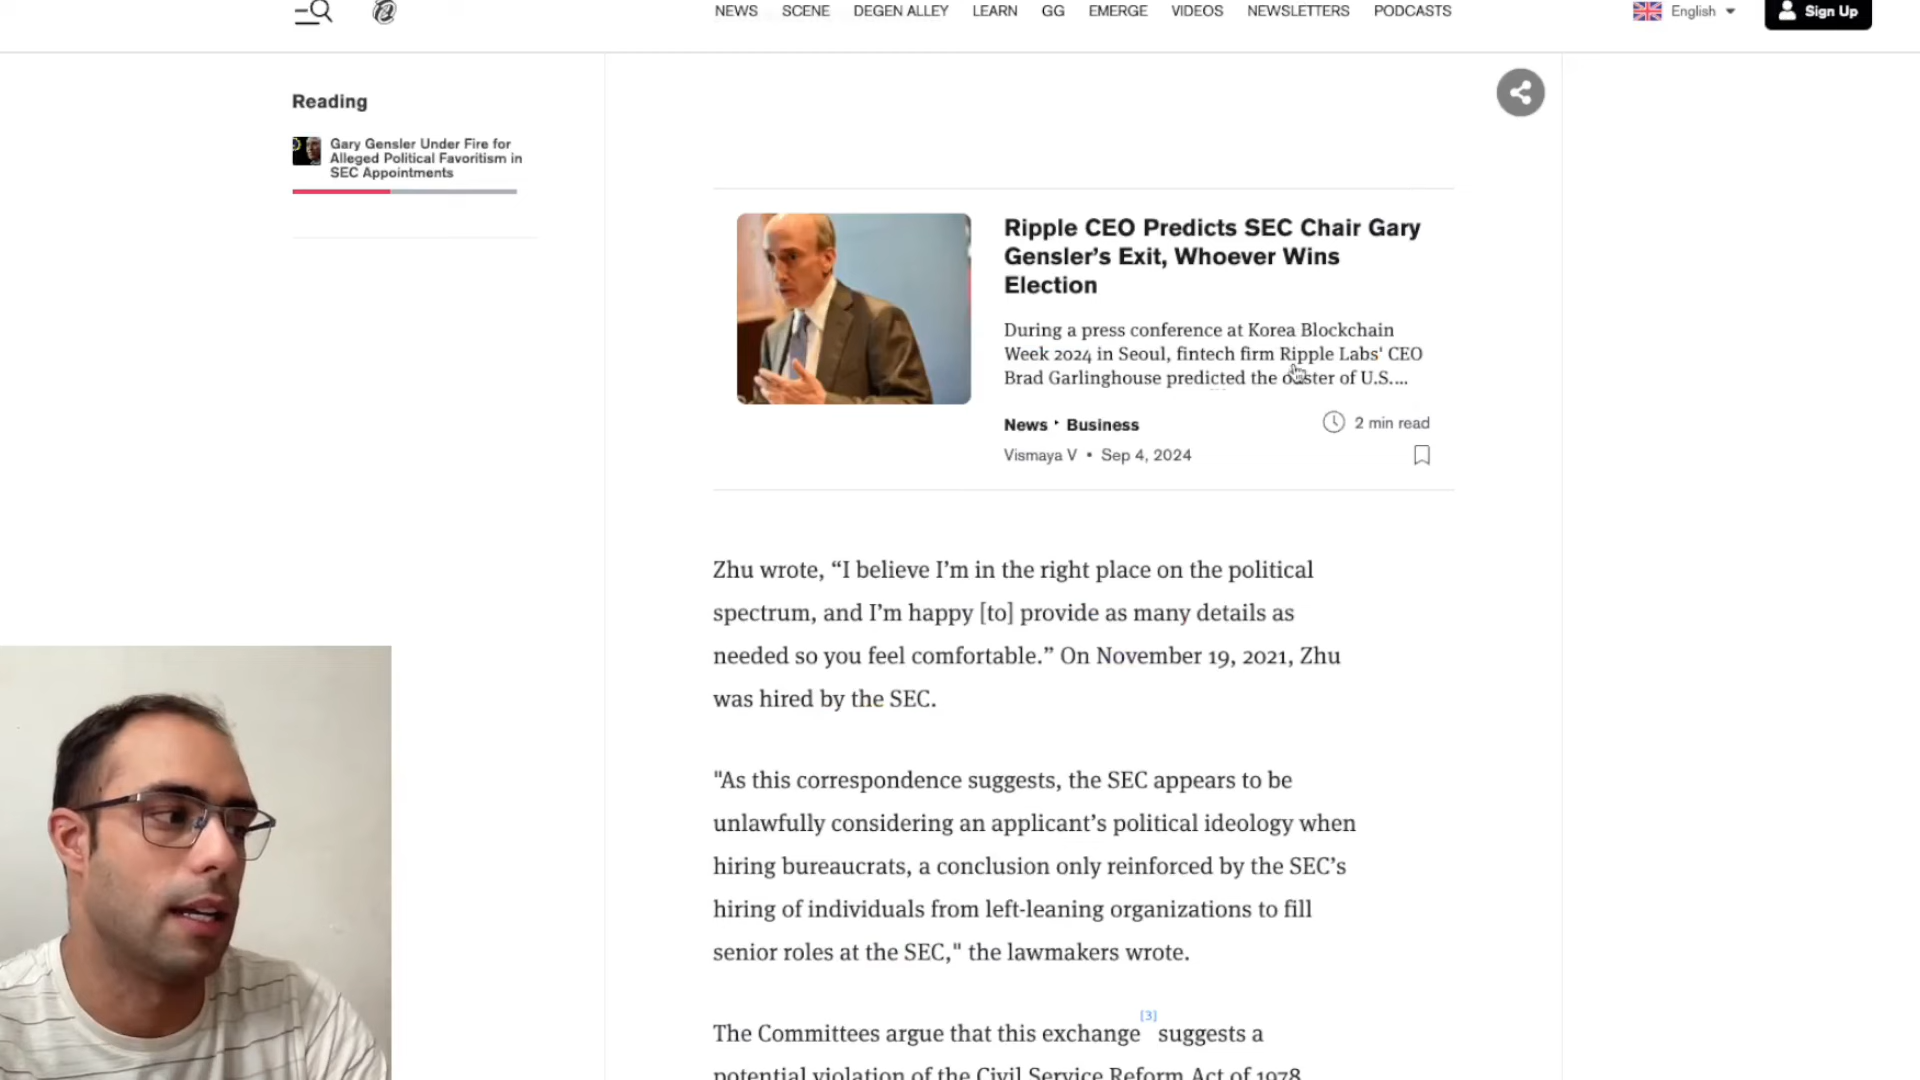 NEWS SCENE DEGEN ALLEY LEARN GG EMERGE VIDEOS NEWSLETTERS PODCASTS
English
Sign Up
Reading
Gary Gensler Under Fire for
Alleged Political Favoritism in
SEC Appointments
Ripple CEO Predicts SEC Chair Gary
Gensler’s Exit, Whoever Wins
Election
During a press conference at Korea Blockchain
Week 2024 in Seoul, fintech firm Ripple Labs' CEO
Brad Garlinghouse predicted the ouster of U.S....
News Business
2 min read
Vismaya V • Sep 4, 2024
Zhu wrote, “I believe I’m in the right place on the political
spectrum, and I’m happy [to] provide as many details as
needed so you feel comfortable.” On November 19, 2021, Zhu
was hired by the SEC.
"As this correspondence suggests, the SEC appears to be
unlawfully considering an applicant’s political ideology when
hiring bureaucrats, a conclusion only reinforced by the SEC’s
hiring of individuals from left-leaning organizations to fill
senior roles at the SEC," the lawmakers wrote.
The Committees argue that this exchange [3] suggests a
potential violation of the Civil Service Reform Act of 1978